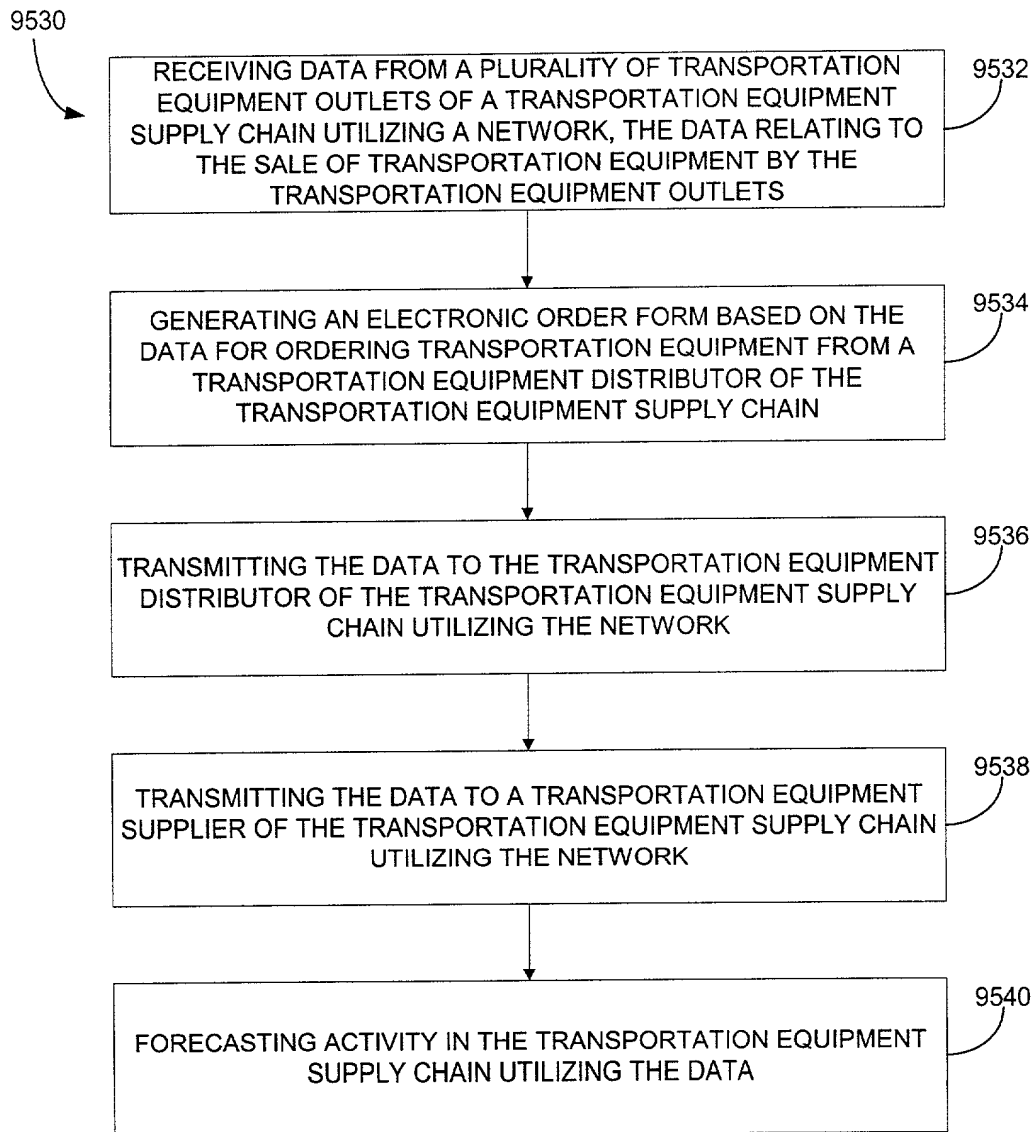 9530
RECEIVING DATA FROM A PLURALITY OF TRANSPORTATION
EQUIPMENT OUTLETS OF A TRANSPORTATION EQUIPMENT
SUPPLY CHAIN UTILIZING A NETWORK, THE DATA RELATING TO
THE SALE OF TRANSPORTATION EQUIPMENT BY THE
TRANSPORTATION EQUIPMENT OUTLETS
9532
GENERATING AN ELECTRONIC ORDER FORM BASED ON THE
DATA FOR ORDERING TRANSPORTATION EQUIPMENT FROM A
TRANSPORTATION EQUIPMENT DISTRIBUTOR OF THE
TRANSPORTATION EQUIPMENT SUPPLY CHAIN
9534
TRANSMITTING THE DATA TO THE TRANSPORTATION EQUIPMENT
DISTRIBUTOR OF THE TRANSPORTATION EQUIPMENT SUPPLY
CHAIN UTILIZING THE NETWORK
9536
TRANSMITTING THE DATA TO A TRANSPORTATION EQUIPMENT
SUPPLIER OF THE TRANSPORTATION EQUIPMENT SUPPLY CHAIN
UTILIZING THE NETWORK
9538
FORECASTING ACTIVITY IN THE TRANSPORTATION EQUIPMENT
SUPPLY CHAIN UTILIZING THE DATA
9540